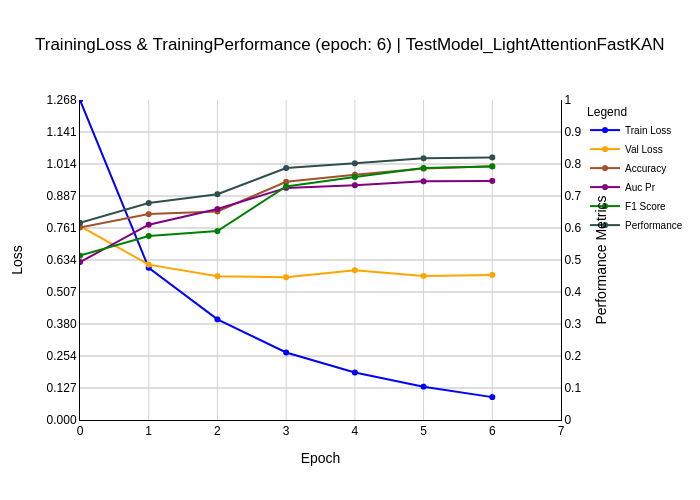 TrainingLoss & TrainingPerformance (epoch: 6) | TestModel_LightAttentionFastKAN
1.268
1.141
1.014
0.887
0.761
0.634
0.507
0.380
0.254
0.127
0.000
Loss
0
1
2
3
4
5
6
7
Epoch
1
0.9
0.8
0.7
0.6
0.5
0.4
0.3
0.2
0.1
0
Performance Metrics
Legend
Train Loss
Val Loss
Accuracy
Auc Pr
F1 Score
Performance